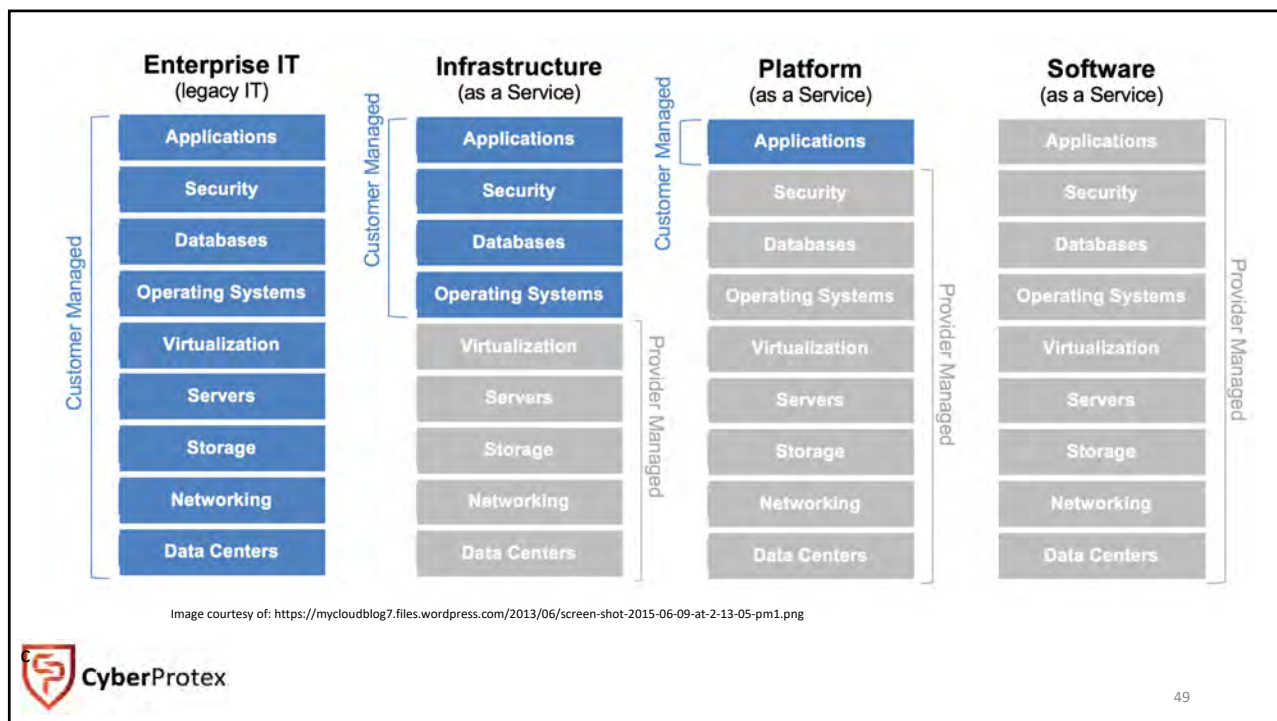 Enterprise IT
(legacy IT)
Customer Managed
Applications
Security
Databases
Operating Systems
Virtualization
Servers
Storage
Networking
Data Centers
Infrastructure
(as a Service)
Customer Managed
Applications
Security
Databases
Operating Systems
Virtualization
Servers
Storage
Networking
Data Centers
Provider Managed
Platform
(as a Service)
Customer Managed
Applications
Security
Databases
Operating Systems
Virtualization
Servers
Storage
Networking
Data Centers
Provider Managed
Software
(as a Service)
Applications
Security
Databases
Operating Systems
Virtualization
Servers
Storage
Networking
Data Centers
Provider Managed
Image courtesy of: https://mycloudblog7.files.wordpress.com/2013/06/screen-shot-2015-06-09-at-2-13-05-pm1.png
C
CyberProtex
49